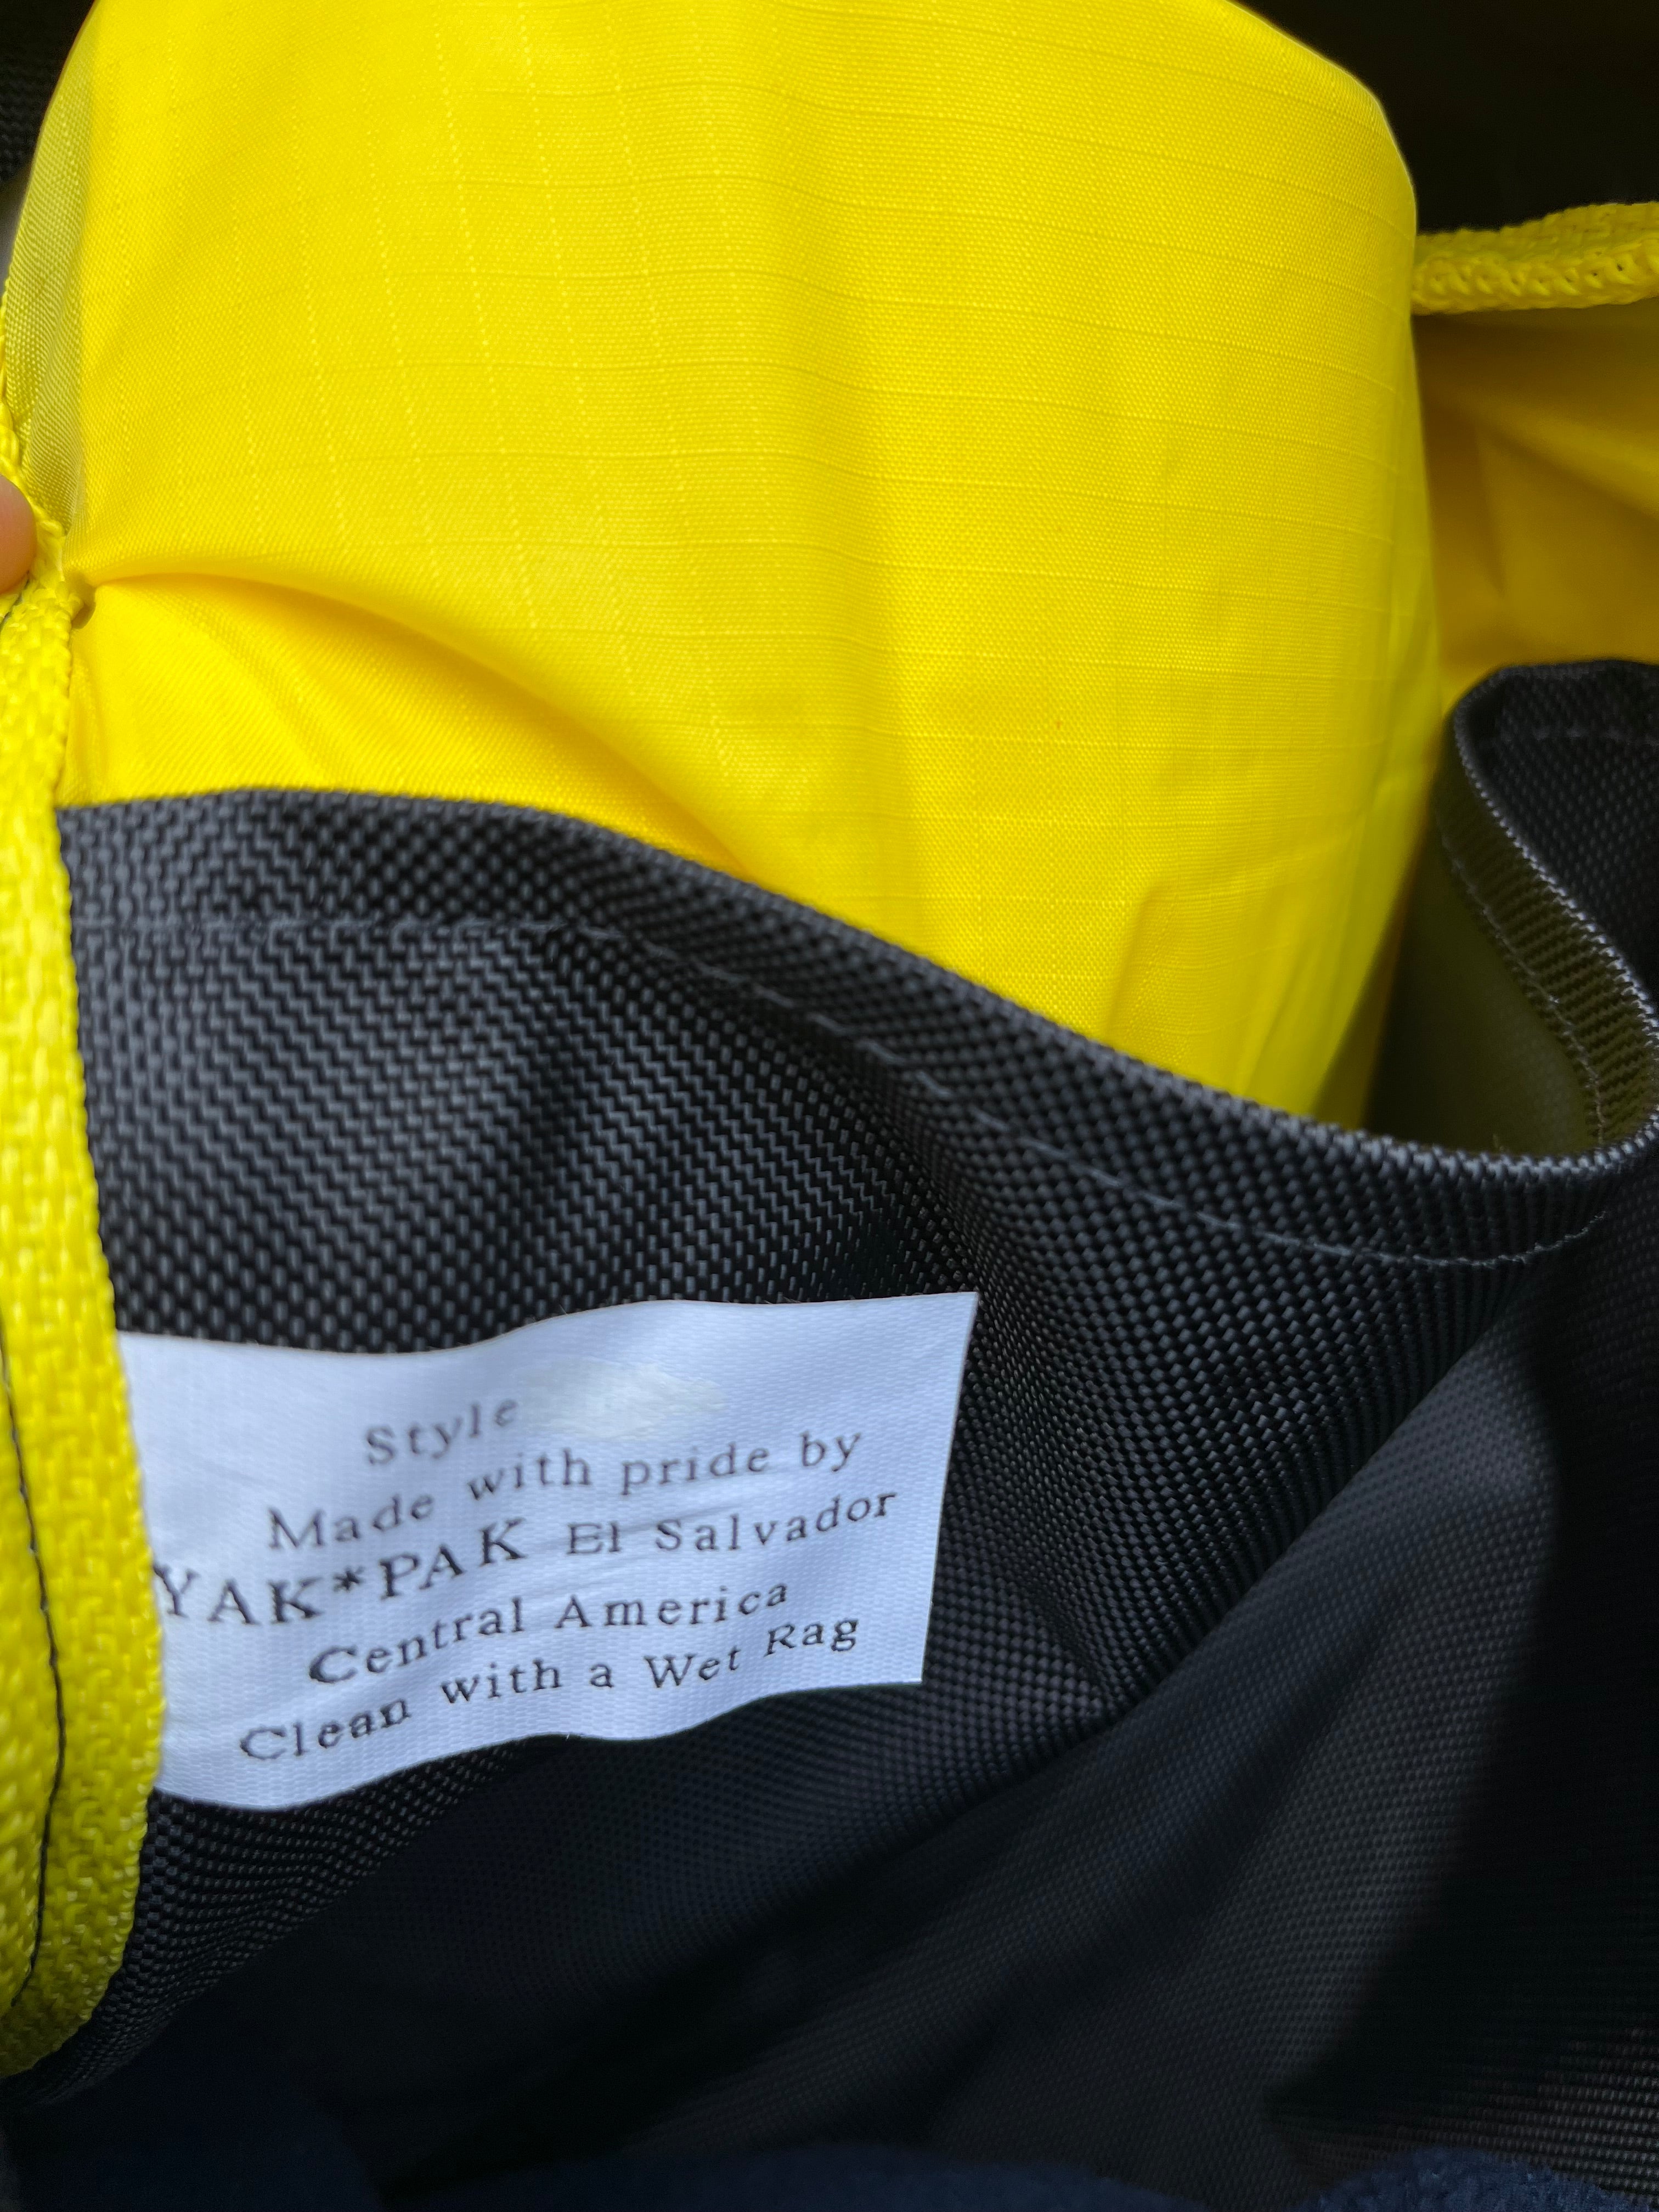 Style
Made with pride by
YAK*PAK El Salvador
Central America
Clean with a Wet Rag